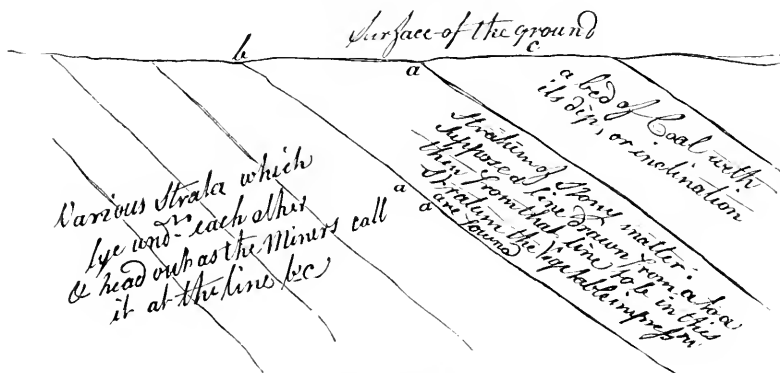 Surface of the ground
b
c
a
a bed of Coal with
its dip, or inclination
Stratum of Stony matter:
Supposed line drawn from a to a
then from that line to b in this
Stratum the vegetable impressn.
are found
a
a
Various Strata which
lye undr. each other
& head out as the Miners call
it at the line b c